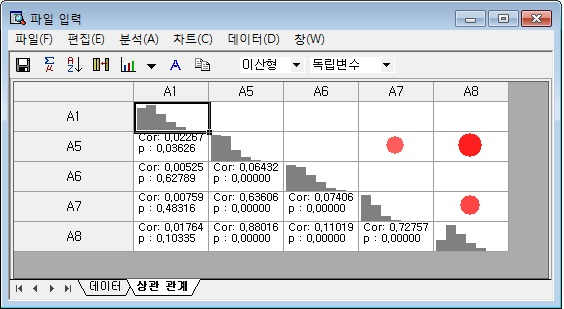 파일 입력
파일(F) 편집(E) 분석(A) 차트(C) 데이터(D) 창(W)
Σ μ A Z A 이산형 독립변수
A1 A5 A6 A7 A8
A1
A5 Cor: 0,02267
p : 0,03626
A6 Cor: 0,00525 Cor: 0,06432
p : 0,62789 p : 0,00000
A7 Cor: 0,00759 Cor: 0,63606 Cor: 0,07406
p : 0,48316 p : 0,00000 p : 0,00000
A8 Cor: 0,01764 Cor: 0,88016 Cor: 0,11019 Cor: 0,72757
p : 0,10335 p : 0,00000 p : 0,00000 p : 0,00000
데이터 상관 관계